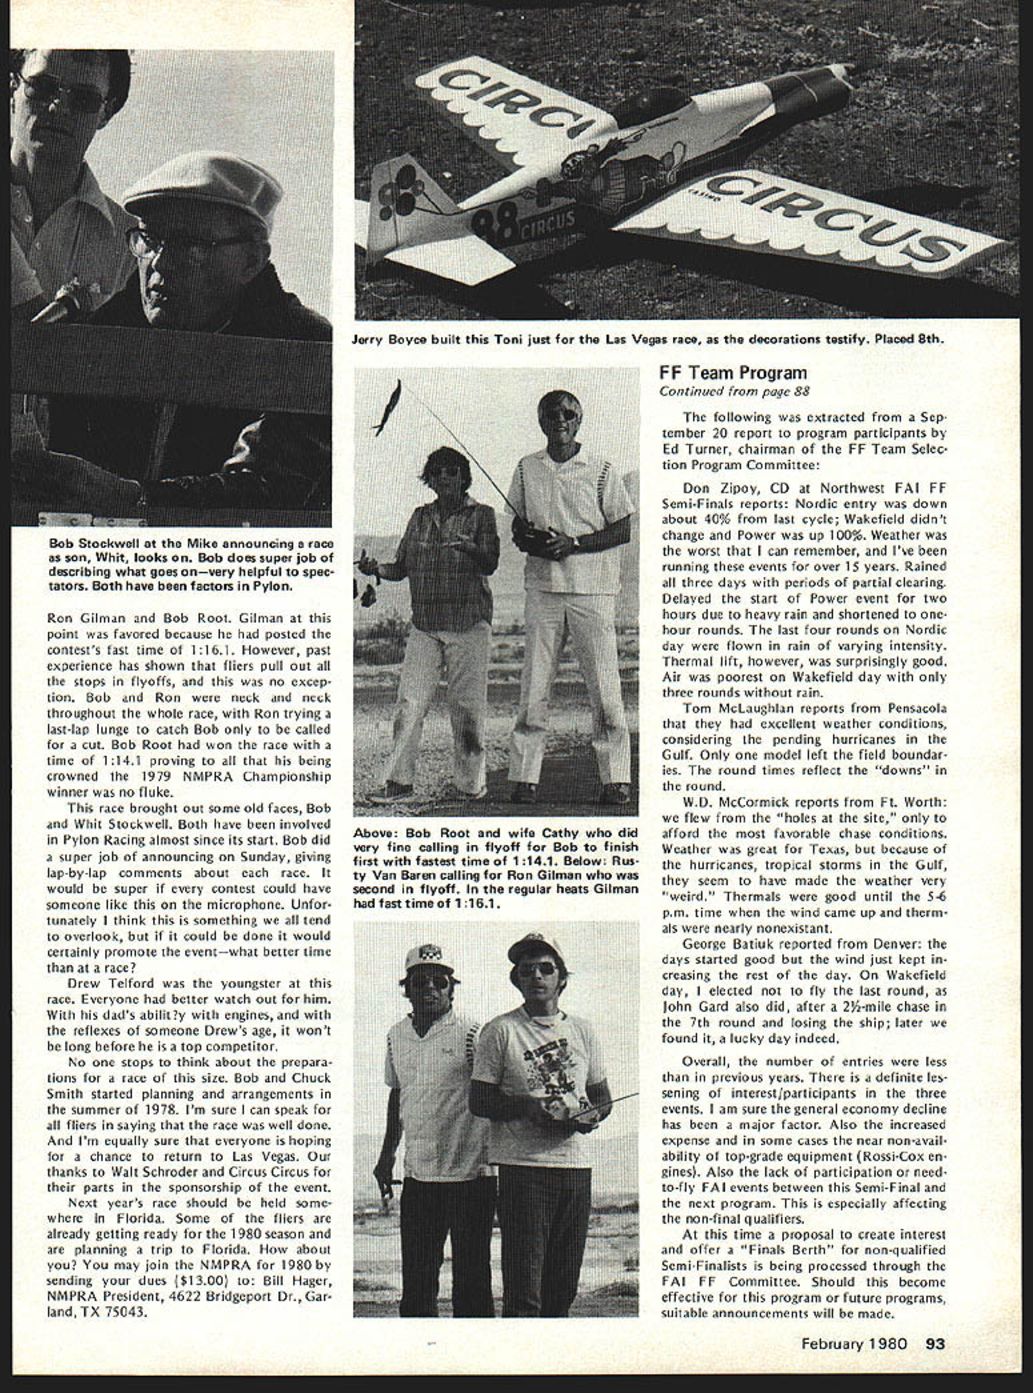 CIRCU
CASINO
CIRCUS
88 CIRCUS
Jerry Boyce built this Toni just for the Las Vegas race, as the decorations testify. Placed 8th.
Bob Stockwell at the Mike announcing a race
as son, Whit, looks on. Bob does super job of
describing what goes on—very helpful to spec-
tators. Both have been factors in Pylon.
Ron Gilman and Bob Root. Gilman at this
point was favored because he had posted the
contest's fast time of 1:16.1. However, past
experience has shown that fliers pull out all
the stops in flyoffs, and this was no excep-
tion. Bob and Ron were neck and neck
throughout the whole race, with Ron trying a
last-lap lunge to catch Bob only to be called
for a cut. Bob Root had won the race with a
time of 1:14.1 proving to all that his being
crowned the 1979 NMPRA Championship
winner was no fluke.
This race brought out some old faces, Bob
and Whit Stockwell. Both have been involved
in Pylon Racing almost since its start. Bob did
a super job of announcing on Sunday, giving
lap-by-lap comments about each race. It
would be super if every contest could have
someone like this on the microphone. Unfor-
tunately I think this is something we all tend
to overlook, but if it could be done it would
certainly promote the event—what better time
than at a race?
Drew Telford was the youngster at this
race. Everyone had better watch out for him.
With his dad's abilit?y with engines, and with
the reflexes of someone Drew's age, it won't
be long before he is a top competitor.
No one stops to think about the prepara-
tions for a race of this size. Bob and Chuck
Smith started planning and arrangements in
the summer of 1978. I'm sure I can speak for
all fliers in saying that the race was well done.
And I'm equally sure that everyone is hoping
for a chance to return to Las Vegas. Our
thanks to Walt Schroder and Circus Circus for
their parts in the sponsorship of the event.
Next year's race should be held some-
where in Florida. Some of the fliers are
already getting ready for the 1980 season and
are planning a trip to Florida. How about
you? You may join the NMPRA for 1980 by
sending your dues ($13.00) to: Bill Hager,
NMPRA President, 4622 Bridgeport Dr., Gar-
land, TX 75043.
Above: Bob Root and wife Cathy who did
very fine calling in flyoff for Bob to finish
first with fastest time of 1:14.1. Below: Rus-
ty Van Baren calling for Ron Gilman who was
second in flyoff. In the regular heats Gilman
had fast time of 1:16.1.
FF Team Program
Continued from page 88
The following was extracted from a Sep-
tember 20 report to program participants by
Ed Turner, chairman of the FF Team Selec-
tion Program Committee:
Don Zipoy, CD at Northwest FAI FF
Semi-Finals reports: Nordic entry was down
about 40% from last cycle; Wakefield didn't
change and Power was up 100%. Weather was
the worst that I can remember, and I've been
running these events for over 15 years. Rained
all three days with periods of partial clearing.
Delayed the start of Power event for two
hours due to heavy rain and shortened to one-
hour rounds. The last four rounds on Nordic
day were flown in rain of varying intensity.
Thermal lift, however, was surprisingly good.
Air was poorest on Wakefield day with only
three rounds without rain.
Tom McLaughlan reports from Pensacola
that they had excellent weather conditions,
considering the pending hurricanes in the
Gulf. Only one model left the field boundar-
ies. The round times reflect the "downs" in
the round.
W.D. McCormick reports from Ft. Worth:
we flew from the "holes at the site," only to
afford the most favorable chase conditions.
Weather was great for Texas, but because of
the hurricanes, tropical storms in the Gulf,
they seem to have made the weather very
"weird." Thermals were good until the 5-6
p.m. time when the wind came up and therm-
als were nearly nonexistant.
George Batiuk reported from Denver: the
days started good but the wind just kept in-
creasing the rest of the day. On Wakefield
day, I elected not to fly the last round, as
John Gard also did, after a 2½-mile chase in
the 7th round and losing the ship; later we
found it, a lucky day indeed.
Overall, the number of entries were less
than in previous years. There is a definite les-
sening of interest/participants in the three
events. I am sure the general economy decline
has been a major factor. Also the increased
expense and in some cases the near non-avail-
ability of top-grade equipment (Rossi-Cox en-
gines). Also the lack of participation or need-
to-fly FAI events between this Semi-Final and
the next program. This is especially affecting
the non-final qualifiers.
At this time a proposal to create interest
and offer a "Finals Berth" for non-qualified
Semi-Finalists is being processed through the
FAI FF Committee. Should this become
effective for this program or future programs,
suitable announcements will be made.
February 1980 93